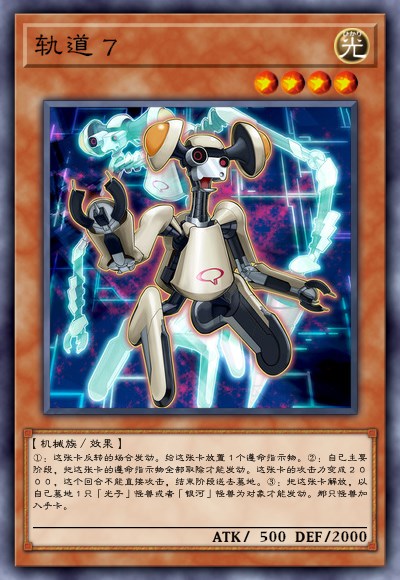 轨道 7
光
【机械族/效果】
①：这张卡反转的场合发动。给这张卡放置1个遵命指示物。②：自己主要
阶段，把这张卡的遵命指示物全部取除才能发动。这张卡的攻击力变成20
00，这个回合不能直接攻击，结束阶段送去墓地。③：把这张卡解放，以
自己墓地1只「光子」怪兽或者「银河」怪兽为对象才能发动。那只怪兽加
入手卡。
ATK/ 500 DEF/2000